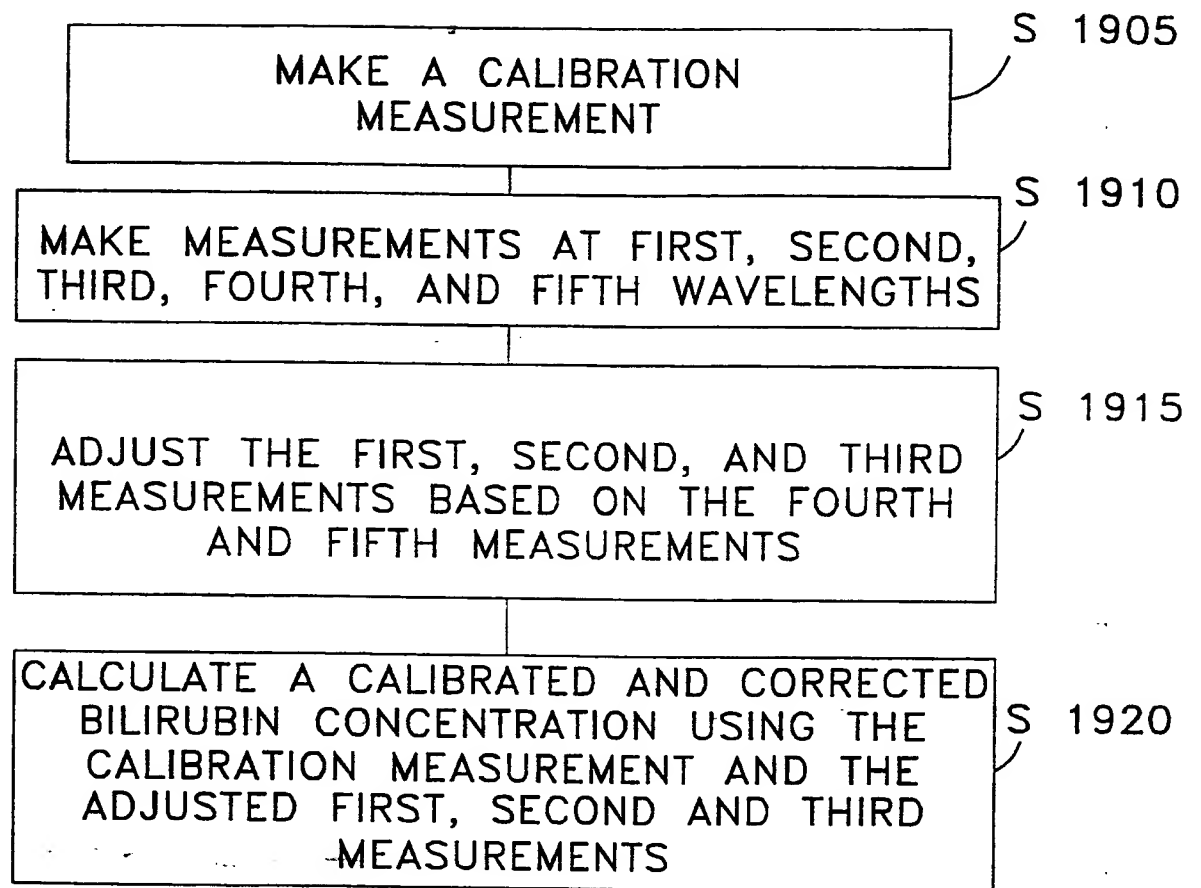 S 1905
MAKE A CALIBRATION
MEASUREMENT
S 1910
MAKE MEASUREMENTS AT FIRST, SECOND,
THIRD, FOURTH, AND FIFTH WAVELENGTHS
S 1915
ADJUST THE FIRST, SECOND, AND THIRD
MEASUREMENTS BASED ON THE FOURTH
AND FIFTH MEASUREMENTS
S 1920
CALCULATE A CALIBRATED AND CORRECTED
BILIRUBIN CONCENTRATION USING THE
CALIBRATION MEASUREMENT AND THE
ADJUSTED FIRST, SECOND AND THIRD
MEASUREMENTS